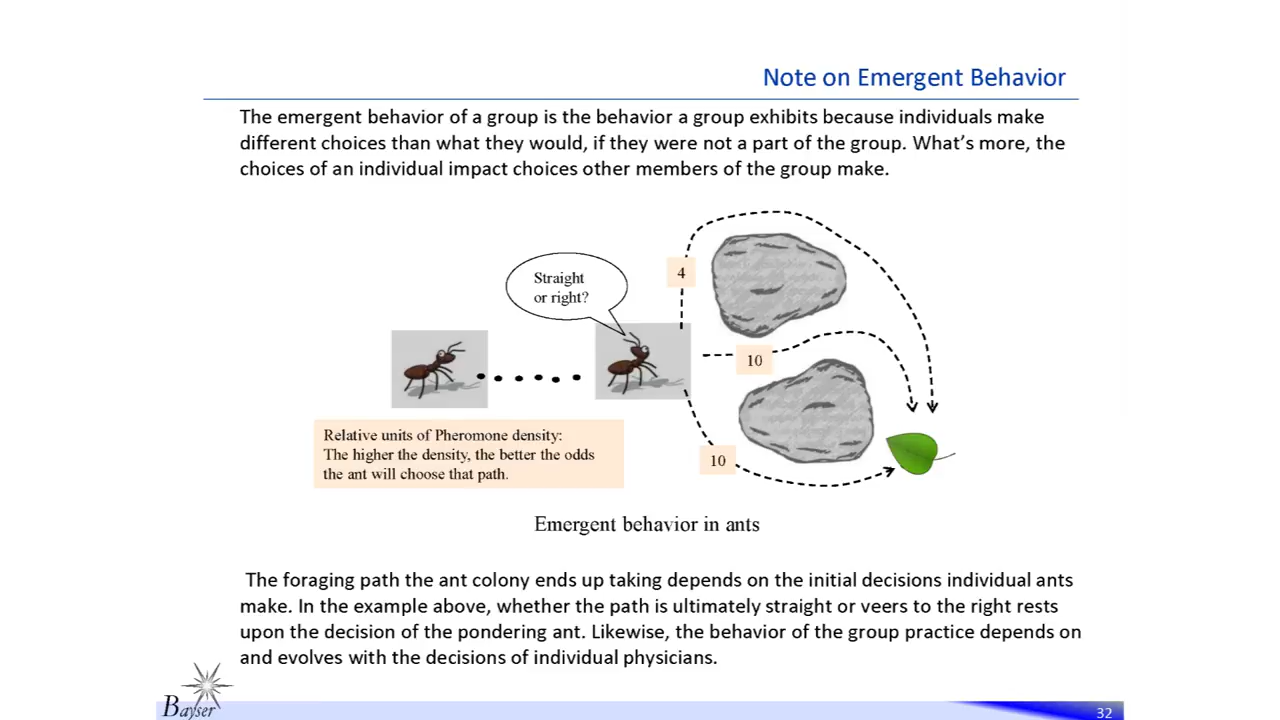 Note on Emergent Behavior
The emergent behavior of a group is the behavior a group exhibits because individuals make
different choices than what they would, if they were not a part of the group. What’s more, the
choices of an individual impact choices other members of the group make.
Straight
or right?
4
10
10
Relative units of Pheromone density:
The higher the density, the better the odds
the ant will choose that path.
Emergent behavior in ants
The foraging path the ant colony ends up taking depends on the initial decisions individual ants
make. In the example above, whether the path is ultimately straight or veers to the right rests
upon the decision of the pondering ant. Likewise, the behavior of the group practice depends on
and evolves with the decisions of individual physicians.
Bayser
32